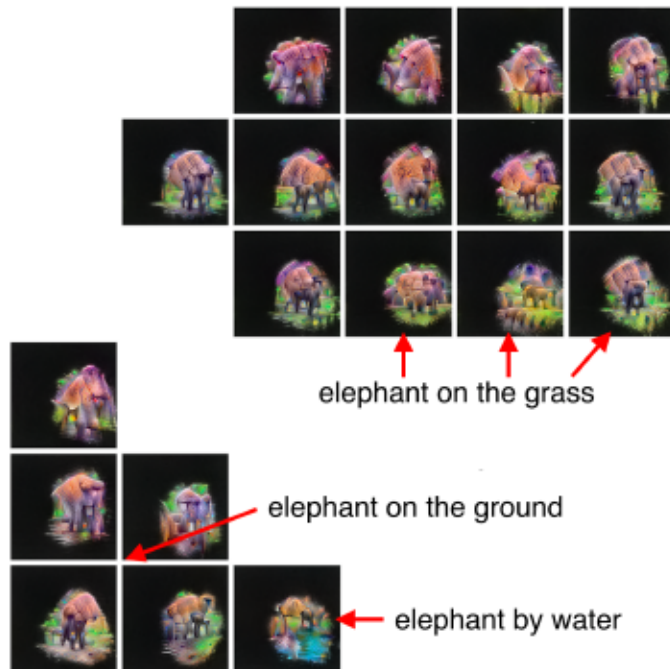 elephant on the grass
elephant on the ground
elephant by water